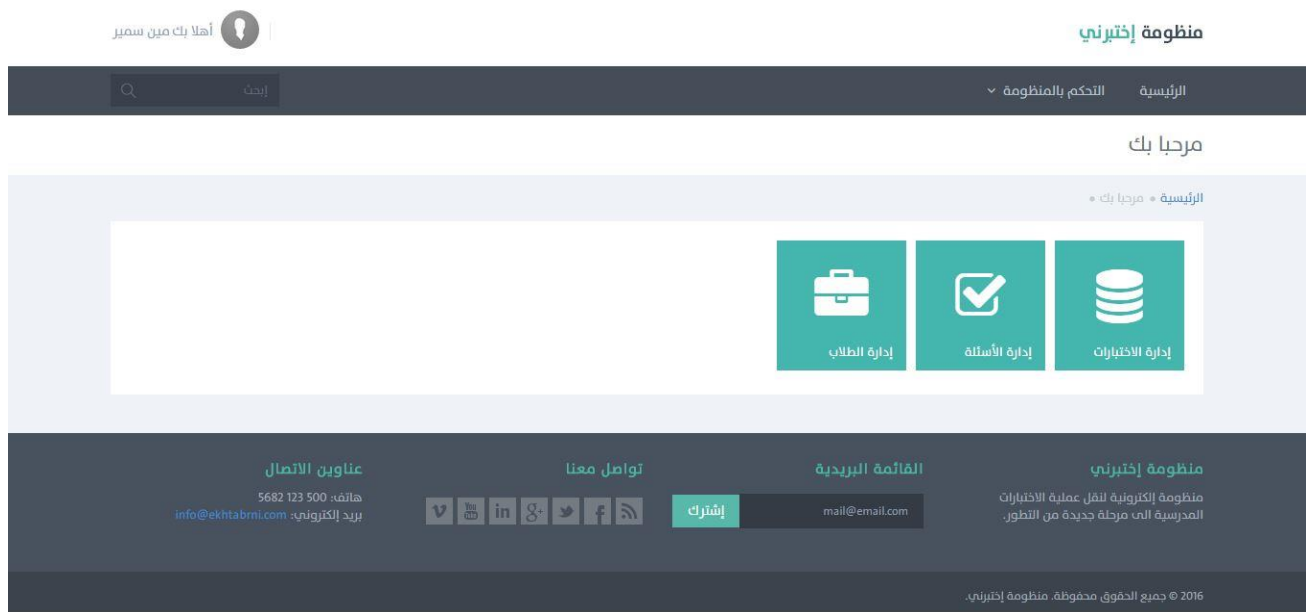 منظومة إختبرني
أهلا بك مين سمير
الرئيسية
التحكم بالمنظومة
إبحث
مرحبا بك
الرئيسية • مرحبا بك •
إدارة الاختبارات
إدارة الأسئلة
إدارة الطلاب
منظومة إختبرني
منظومة إلكترونية لنقل عملية الاختبارات
المدرسية الى مرحلة جديدة من التطور.
القائمة البريدية
mail@email.com
إشترك
تواصل معنا
عناوين الاتصال
هاتف: 500 123 5682
بريد إلكتروني: info@ekhtabrni.com
2016 © جميع الحقوق محفوظة. منظومة إختبرني.